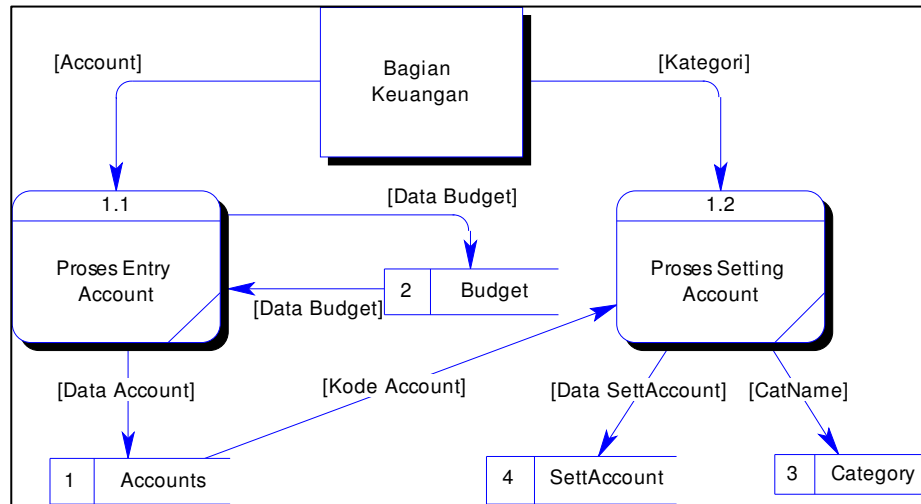 [Account]
Bagian
Keuangan
[Kategori]
1.1
Proses Entry
Account
[Data Budget]
2
Budget
[Data Budget]
1.2
Proses Setting
Account
[Data Account]
[Kode Account]
[Data SettAccount]
[CatName]
1
Accounts
4
SettAccount
3
Category